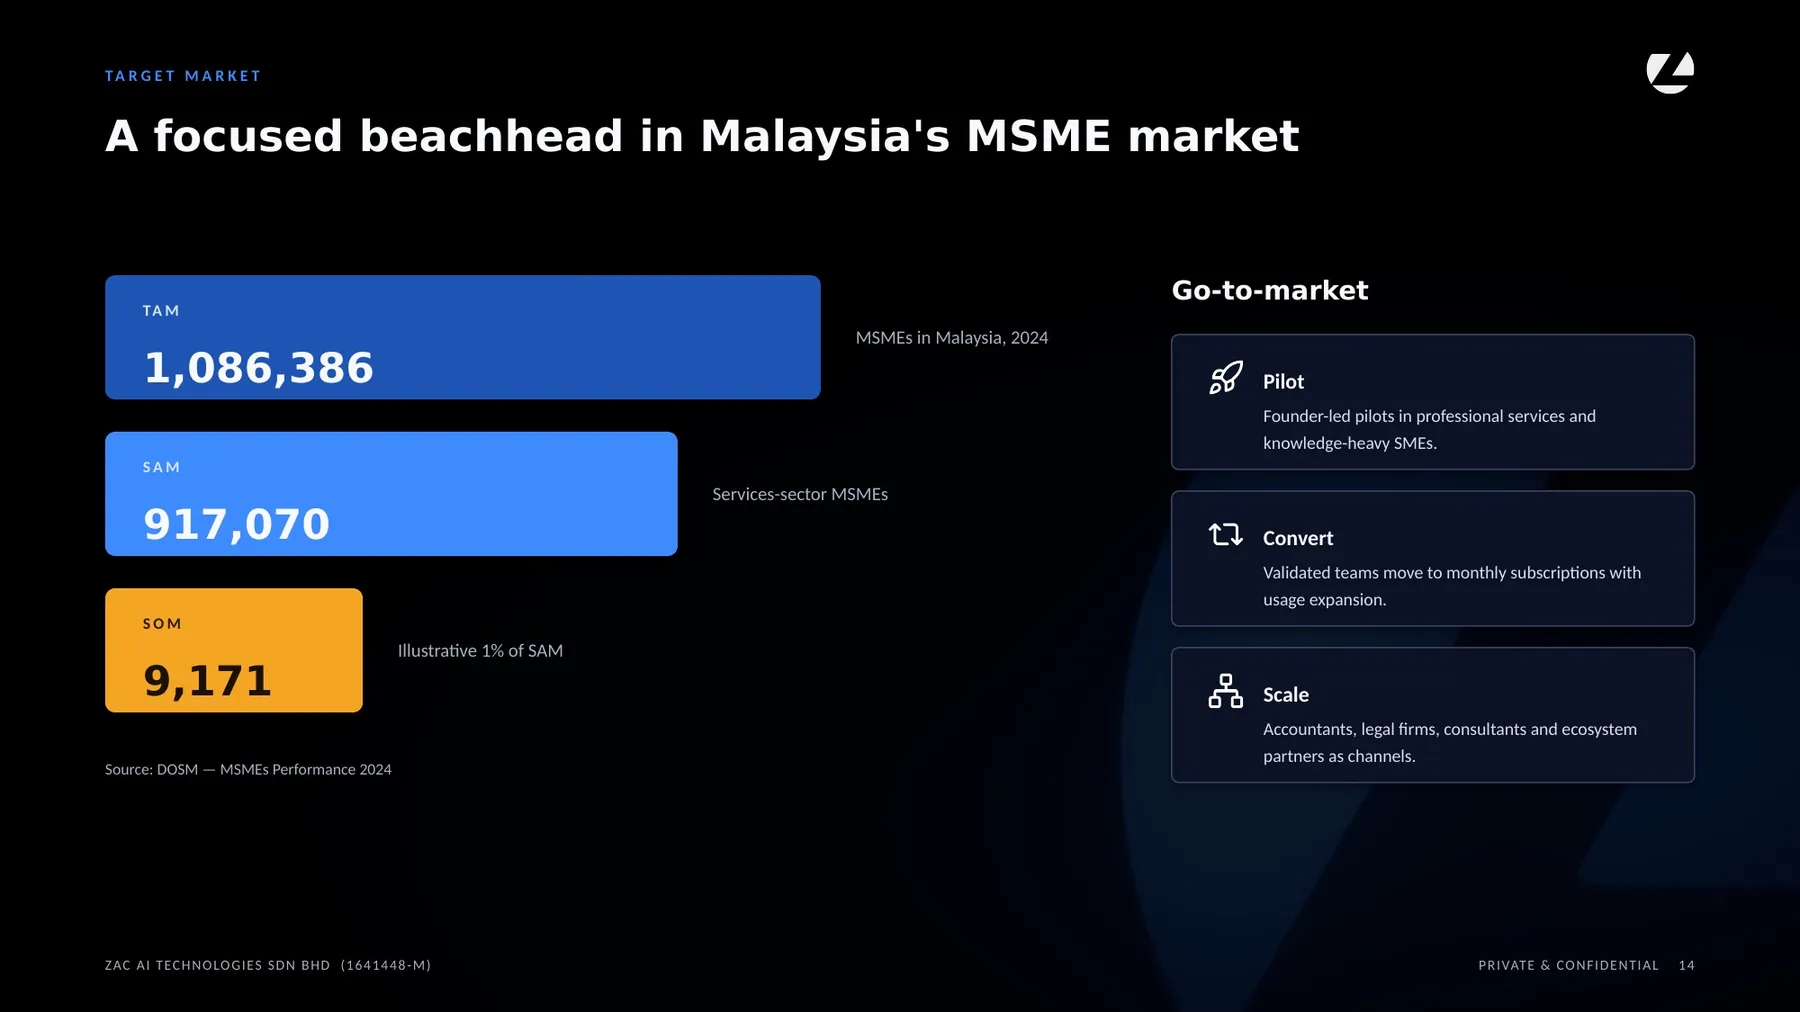 TARGET MARKET
A focused beachhead in Malaysia's MSME market
TAM
1,086,386
MSMEs in Malaysia, 2024
SAM
917,070
Services-sector MSMEs
SOM
9,171
Illustrative 1% of SAM
Source: DOSM — MSMEs Performance 2024
Go-to-market
Pilot
Founder-led pilots in professional services and
knowledge-heavy SMEs.
Convert
Validated teams move to monthly subscriptions with
usage expansion.
Scale
Accountants, legal firms, consultants and ecosystem
partners as channels.
ZAC AI TECHNOLOGIES SDN BHD (1641448-M)
PRIVATE & CONFIDENTIAL 14